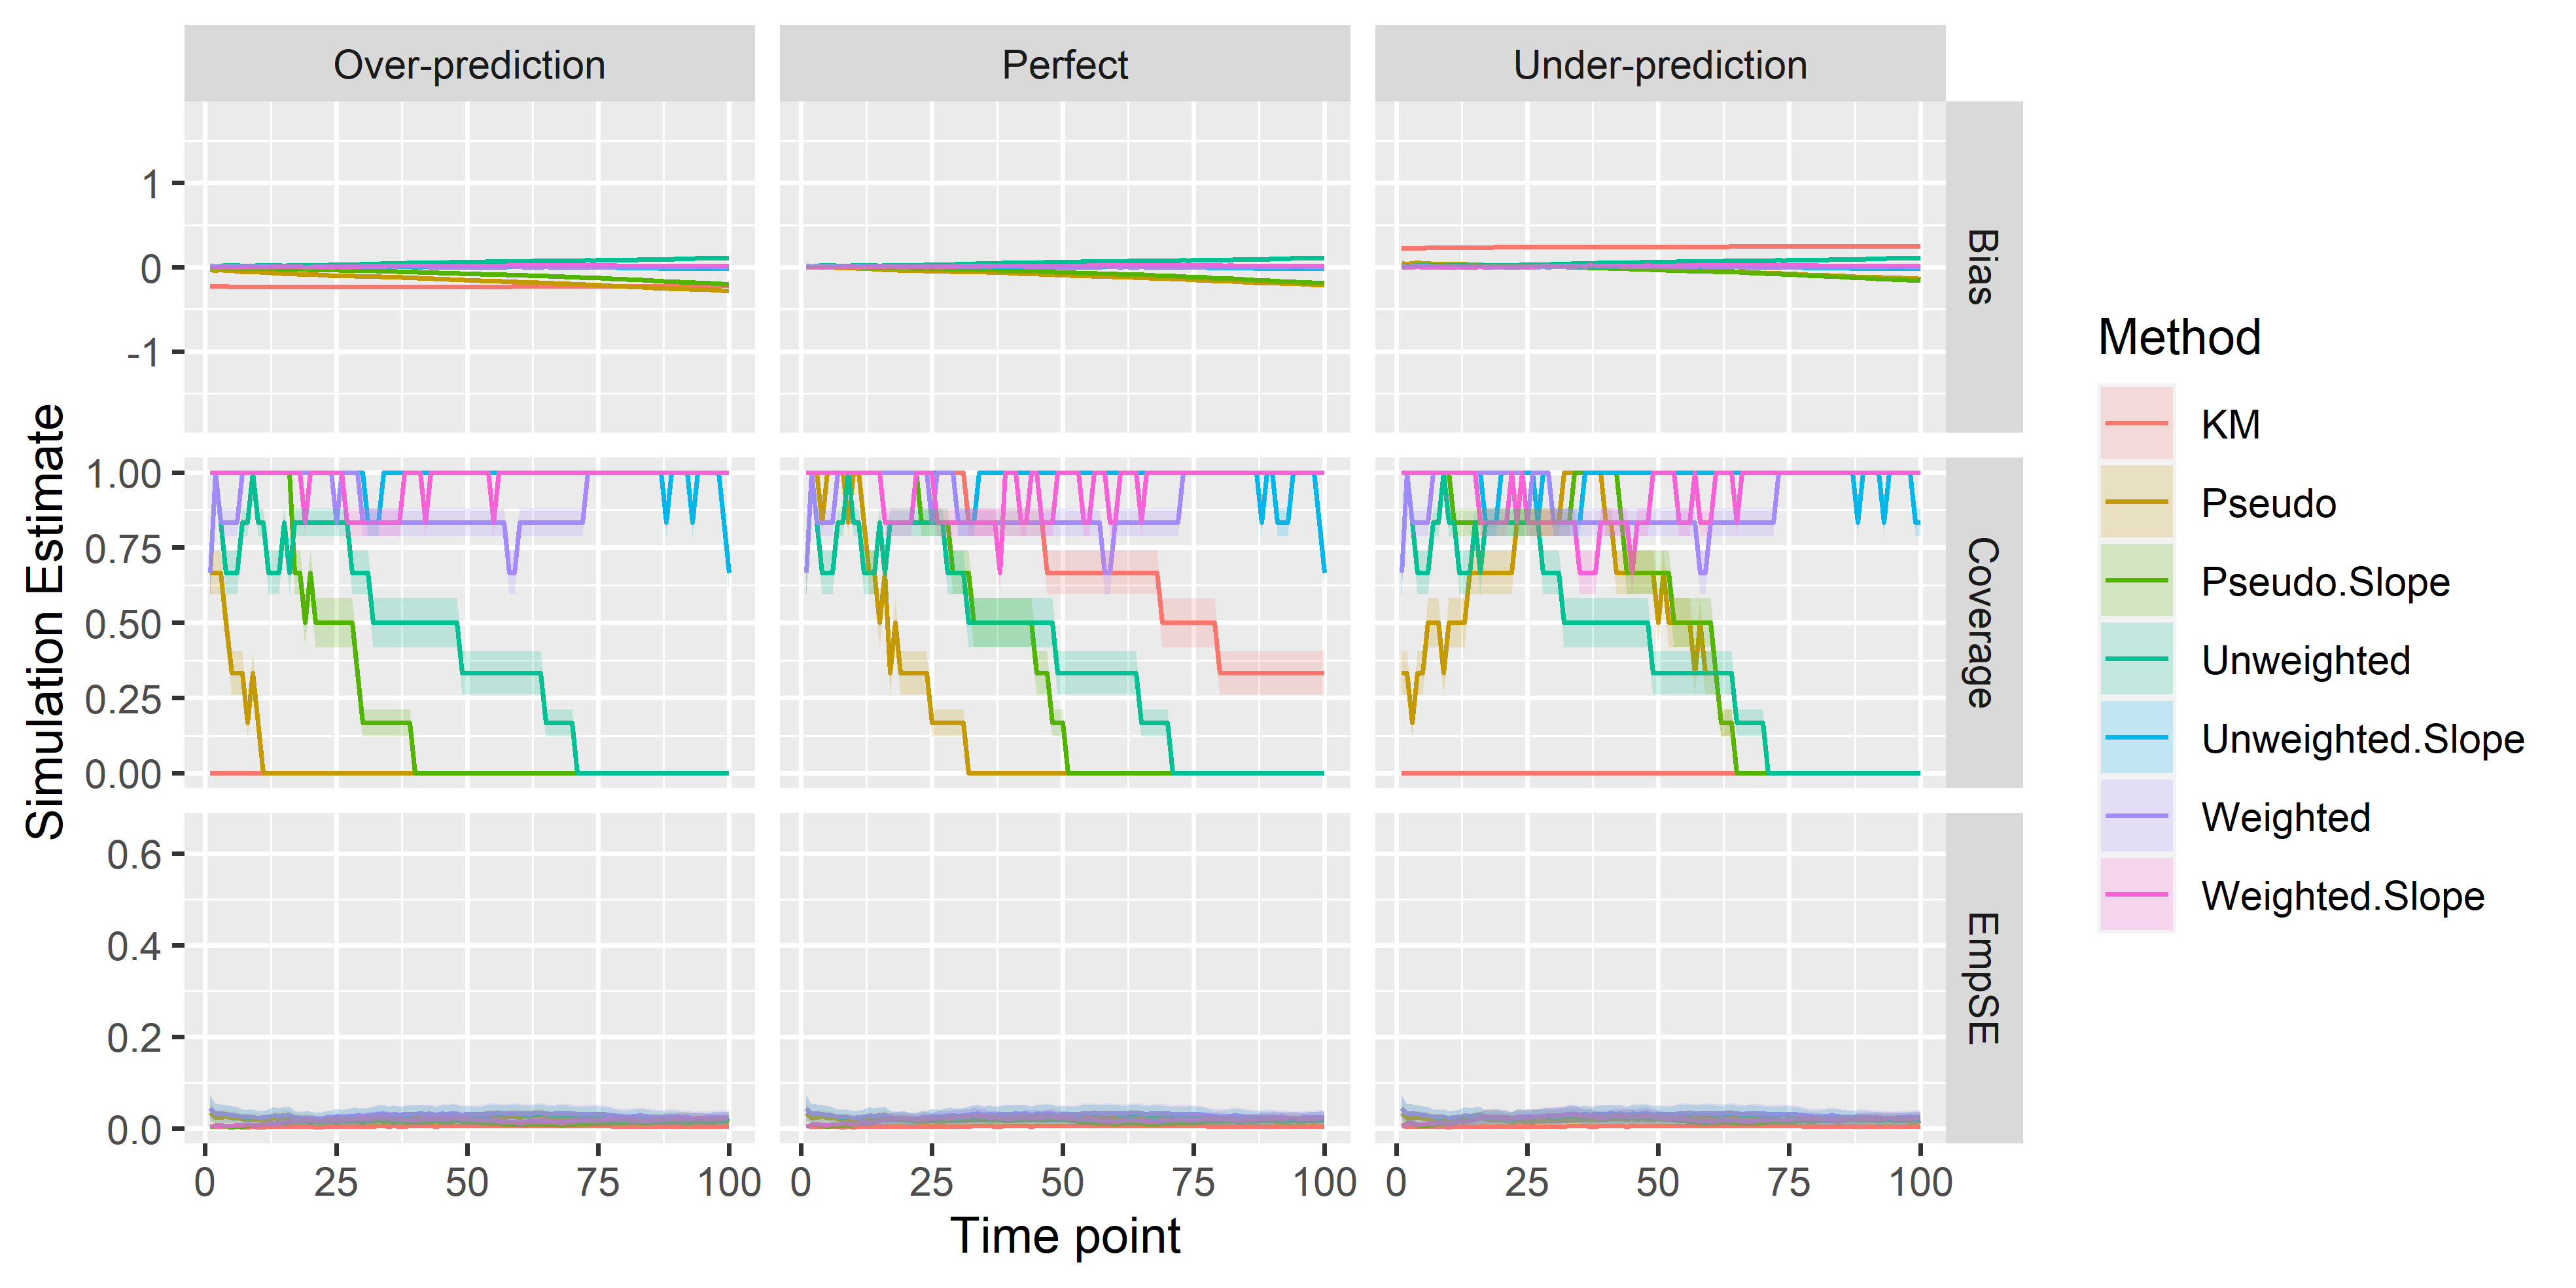 Over-prediction
Perfect
Under-prediction
Simulation Estimate
1
0
-1
Bias
1.00
0.75
0.50
0.25
0.00
Coverage
0.6
0.4
0.2
0.0
EmpSE
0 25 50 75 100
0 25 50 75 100
0 25 50 75 100
Time point
Method
KM
Pseudo
Pseudo.Slope
Unweighted
Unweighted.Slope
Weighted
Weighted.Slope